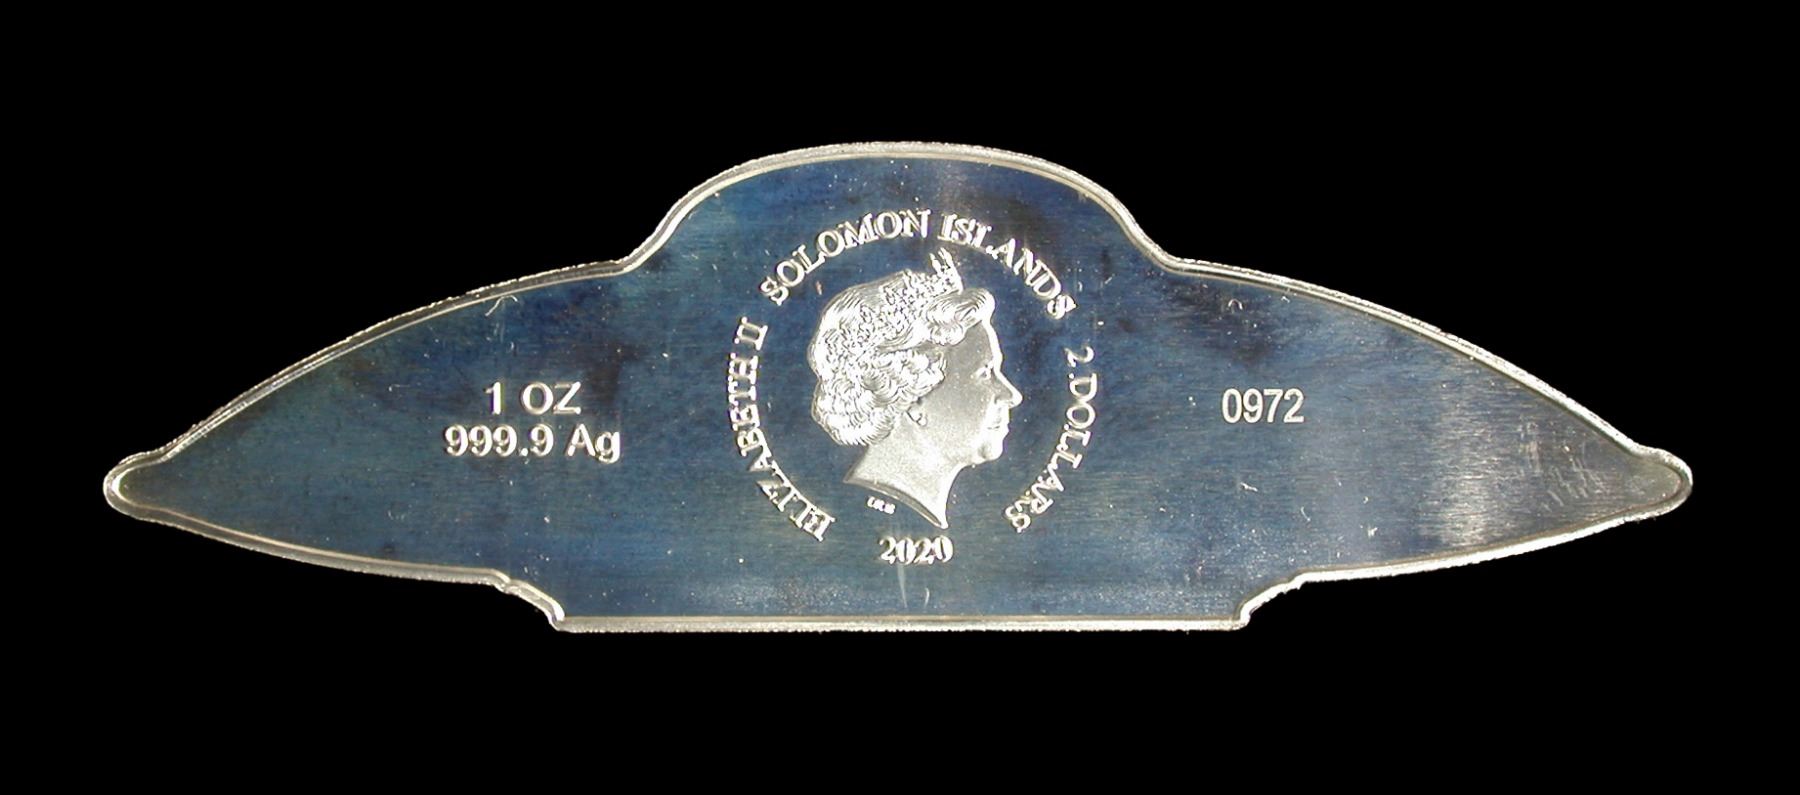 ELIZABETH II SOLOMON ISLANDS 2 DOLLARS
1 OZ
999.9 Ag
0972
2020